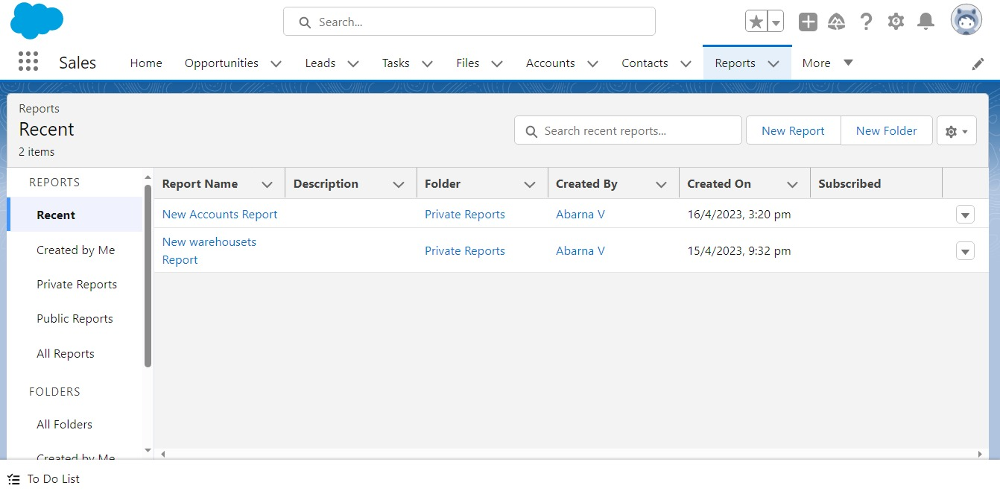 Search...
Sales Home Opportunities Leads Tasks Files Accounts Contacts Reports More
Reports
Recent
2 items
Search recent reports...
New Report
New Folder
REPORTS
Recent
Created by Me
Private Reports
Public Reports
All Reports
FOLDERS
All Folders
Created by Me
Report Name Description Folder Created By Created On Subscribed
New Accounts Report Private Reports Abarna V 16/4/2023, 3:20 pm
New warehousets
Report Private Reports Abarna V 15/4/2023, 9:32 pm
To Do List